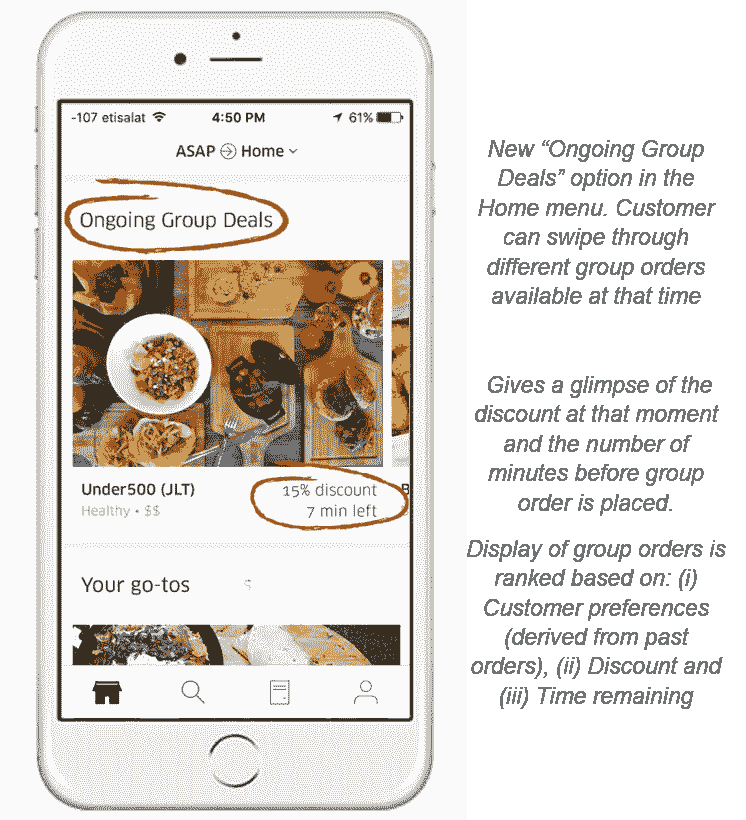 -107 etisalat 4:50 PM 61%
ASAP Home
Ongoing Group Deals
Under500 (JLT) 15% discount B
Healthy • $$ 7 min left
Your go-tos
New “Ongoing Group
Deals” option in the
Home menu. Customer
can swipe through
different group orders
available at that time
Gives a glimpse of the
discount at that moment
and the number of
minutes before group
order is placed.
Display of group orders is
ranked based on: (i)
Customer preferences
(derived from past
orders), (ii) Discount and
(iii) Time remaining